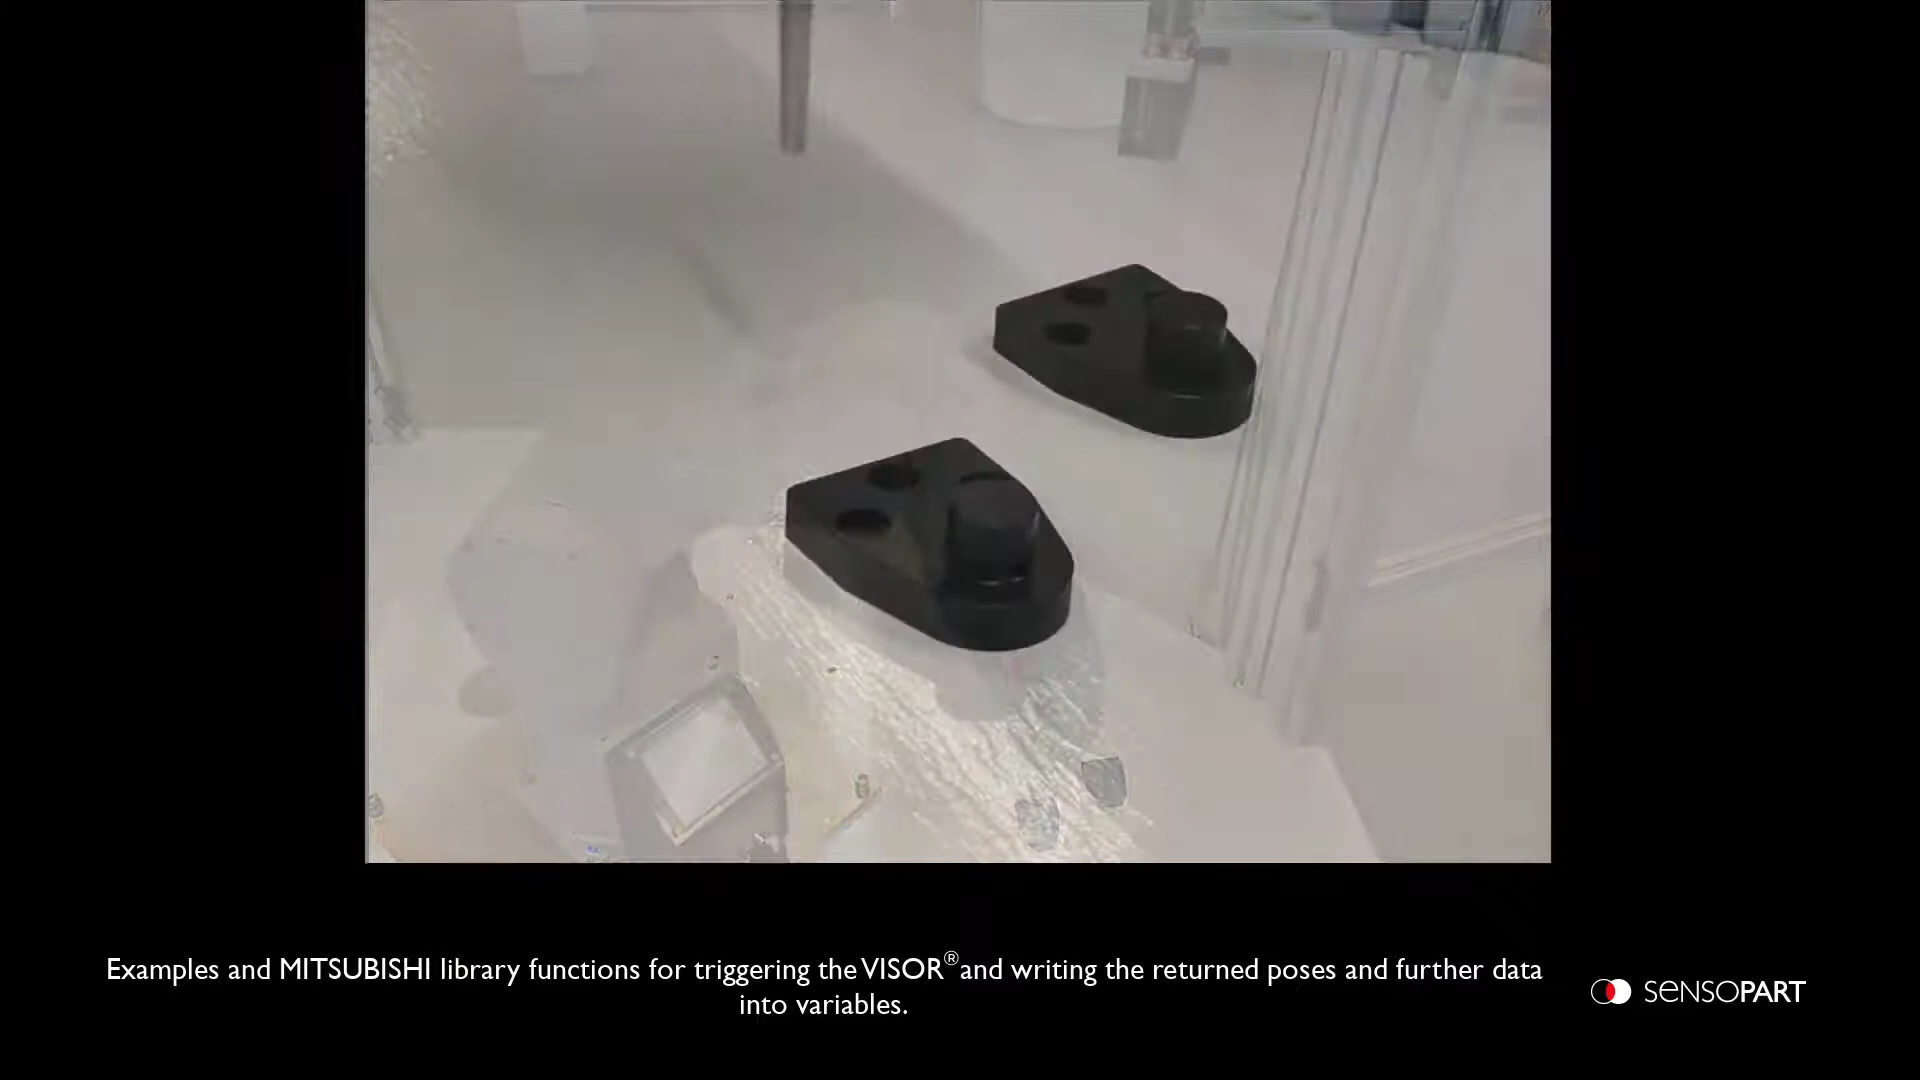 Examples and MITSUBISHI library functions for triggering the VISOR® and writing the returned poses and further data
into variables.
SENSOPART